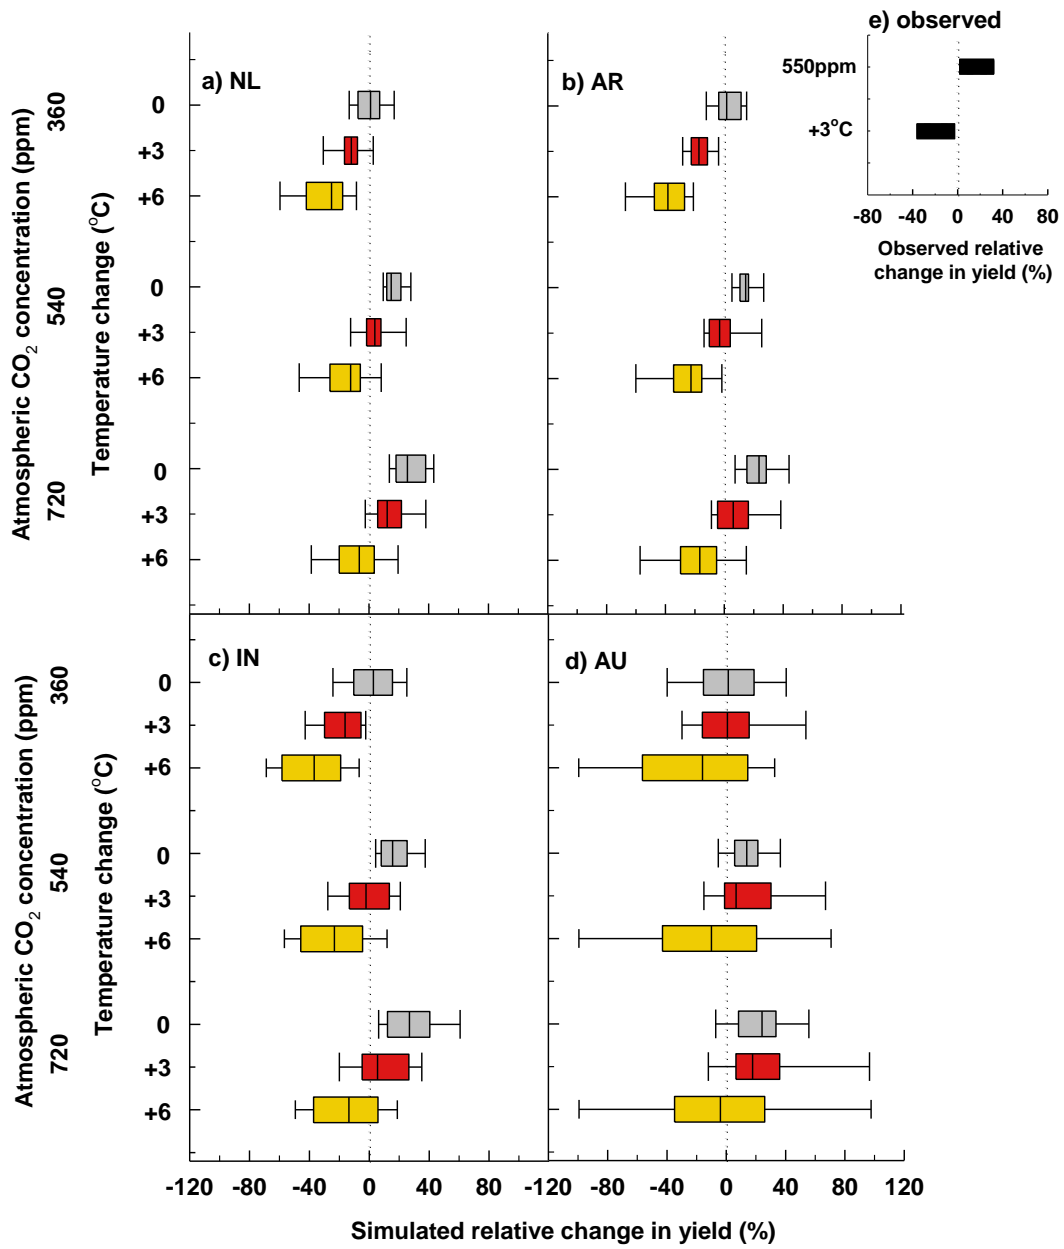 e) observed
550ppm
+3°C
-80 -40 0 40 80
Observed relative
change in yield (%)
Atmospheric CO₂ concentration (ppm)
360
540
720
Temperature change (°C)
a) NL
0
+3
+6
0
+3
+6
0
+3
+6
b) AR
Atmospheric CO₂ concentration (ppm)
360
540
720
Temperature change (°C)
c) IN
0
+3
+6
0
+3
+6
0
+3
+6
d) AU
-120 -80 -40 0 40 80 -120 -80 -40 0 40 80 120
Simulated relative change in yield (%)